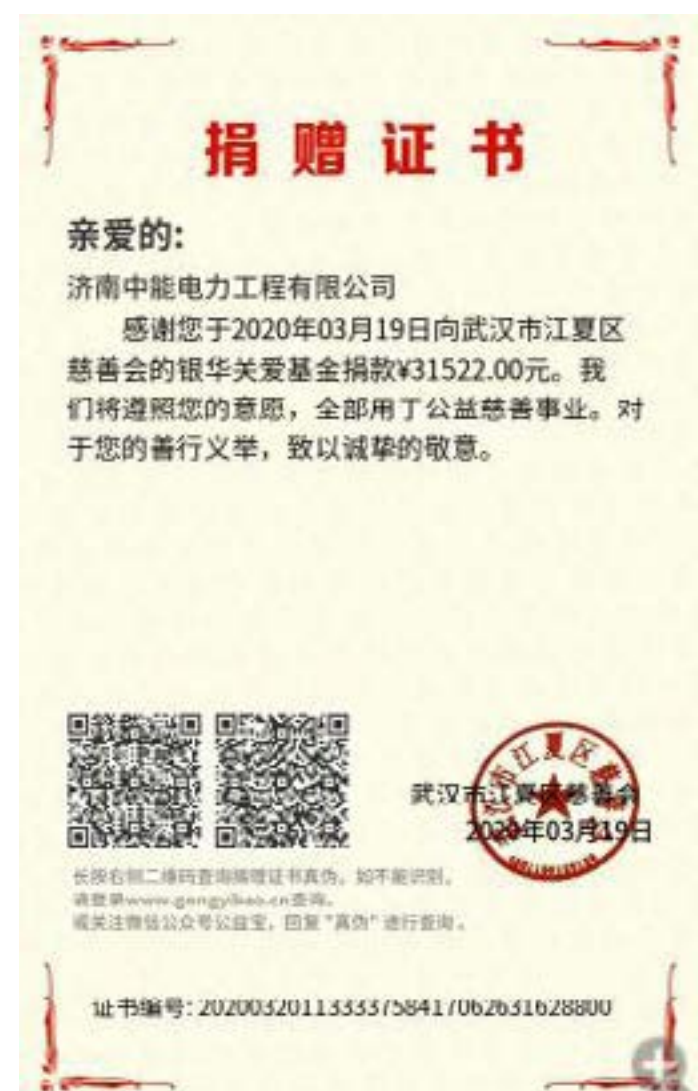 捐赠证书
亲爱的:
济南中能电力工程有限公司
感谢您于2020年03月19日向武汉市江夏区
慈善会的银华关爱基金捐款¥31522.00元。我
们将遵照您的意愿，全部用于公益慈善事业。对
于您的善行义举，致以诚挚的敬意。
武汉市江夏区慈善会
2020年03月19日
长按右侧二维码查询捐赠证书真伪。如不能识别，
请登录www.gongyibao.cn查询。
或关注微信公众号公益宝，回复"真伪"进行查询。
证书编号: